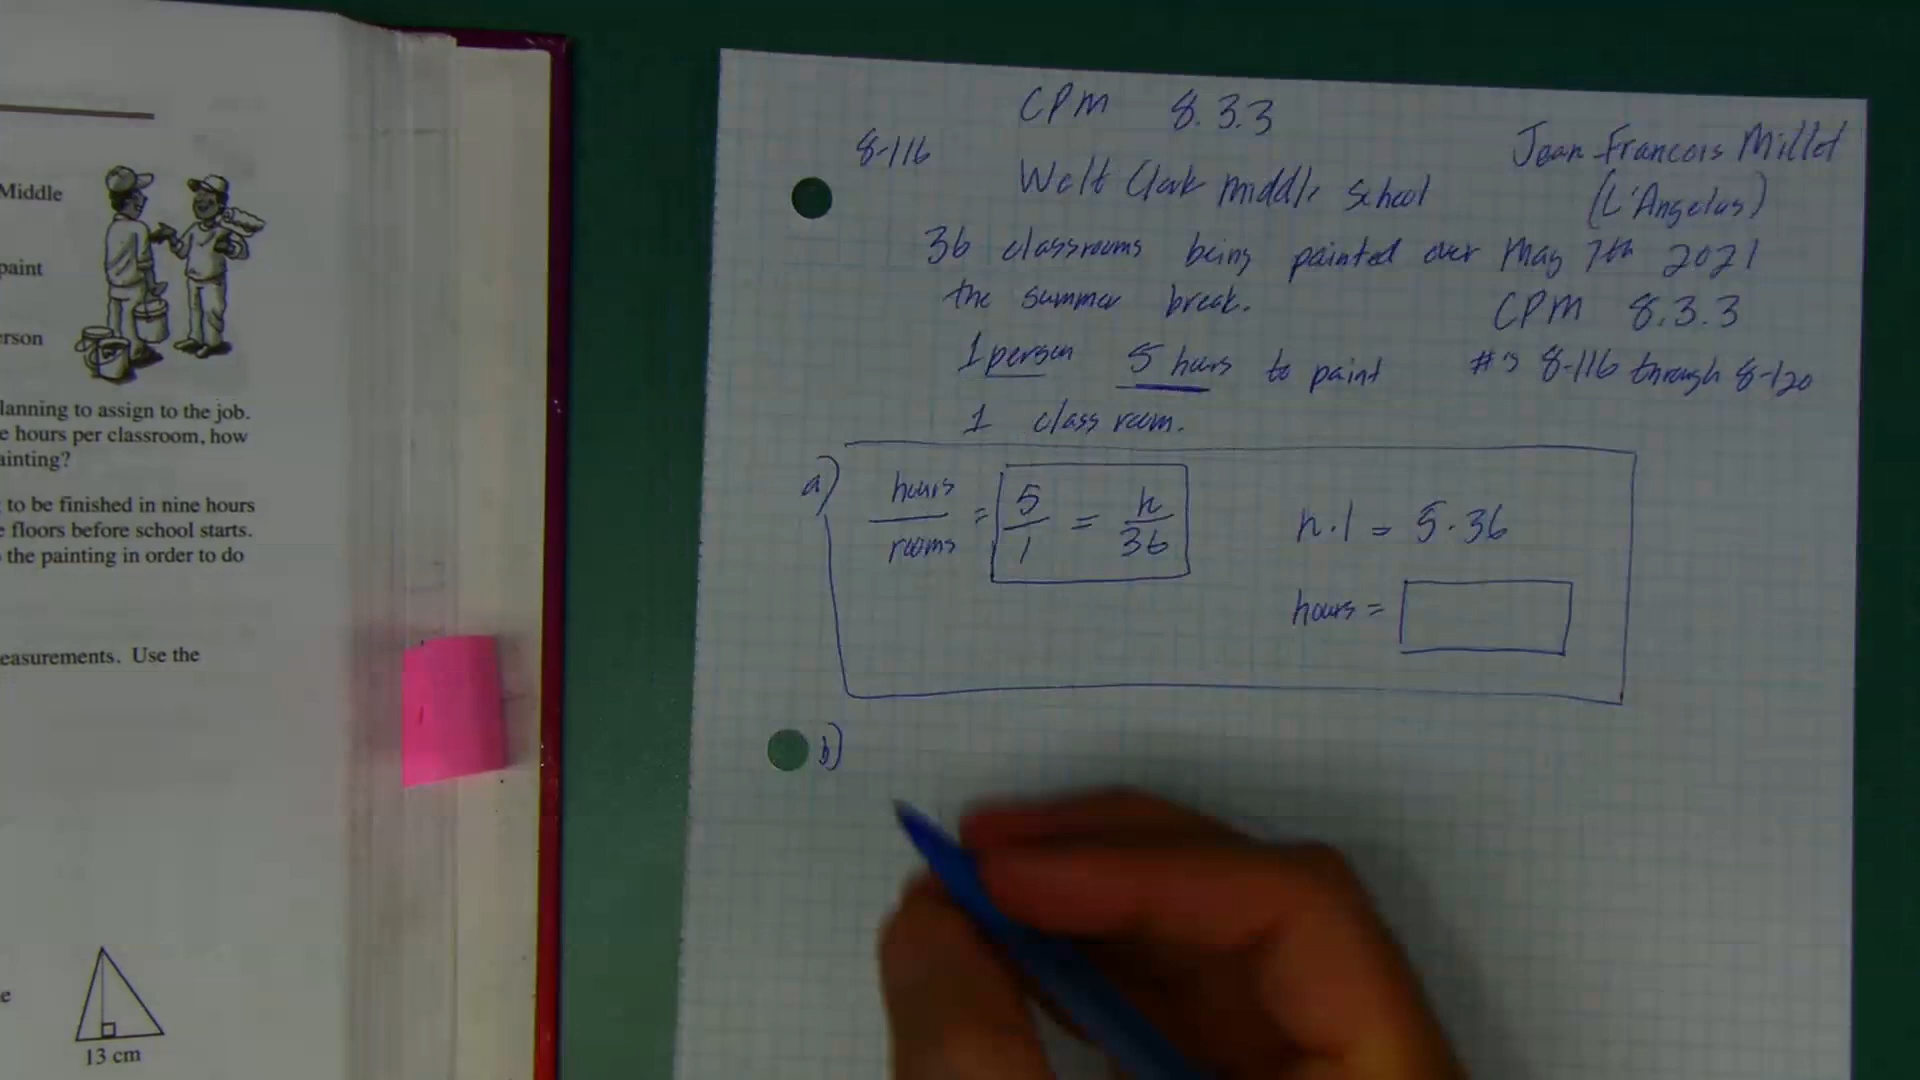 Middle
paint
erson
lanning to assign to the job.
e hours per classroom, how
ainting?
to be finished in nine hours
e floors before school starts.
the painting in order to do
easurements. Use the
e
13 cm
CPM 8.3.3
8-116
Walt Clark Middle School
36 classrooms being painted over
the summer break.
1 person 5 hours to paint
1 class room.
Jean-Francois Millet
(L'Angelus)
May 7th 2021
CPM 8.3.3
#'s 8-116 through 8-120
a) hours/rooms = 5/1 = h/36
h·1 = 5·36
hours =
b)